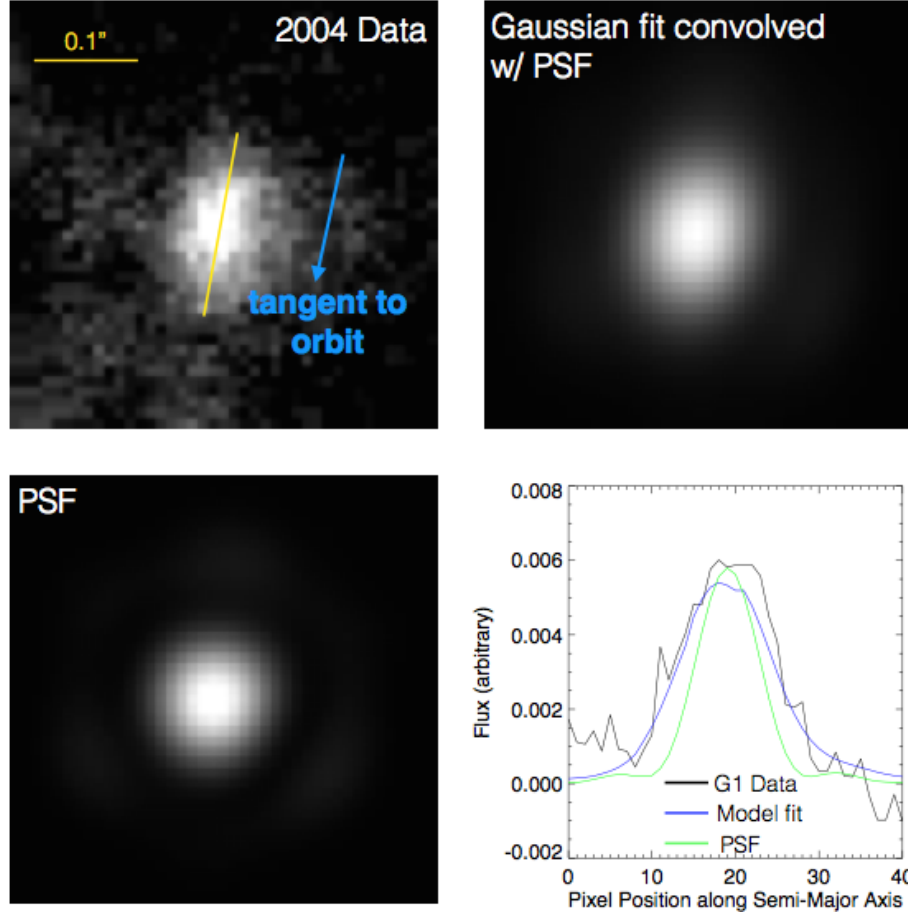 0.1"
2004 Data
tangent to
orbit
Gaussian fit convolved
w/ PSF
PSF
0.008
0.006
0.004
0.002
0.000
-0.002
Flux (arbitrary)
G1 Data
Model fit
PSF
0 10 20 30 40
Pixel Position along Semi-Major Axis